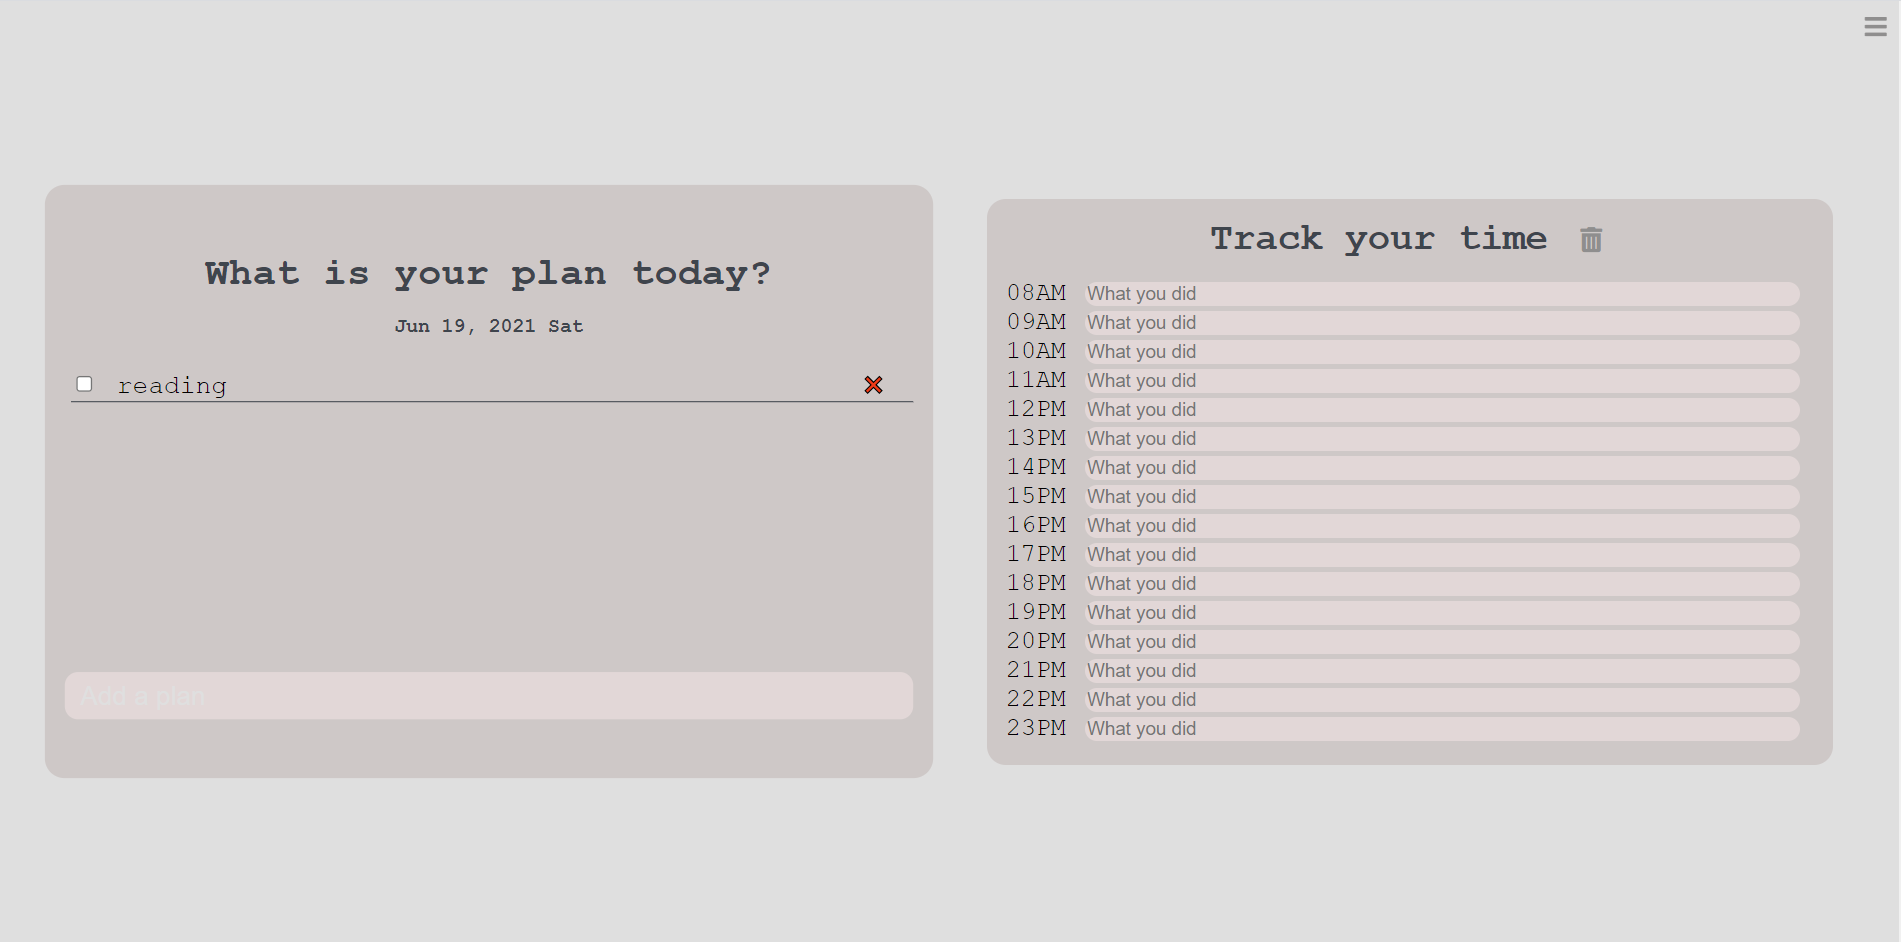 What is your plan today?
Jun 19, 2021 Sat
reading
Add a plan
Track your time
08AM What you did
09AM What you did
10AM What you did
11AM What you did
12PM What you did
13PM What you did
14PM What you did
15PM What you did
16PM What you did
17PM What you did
18PM What you did
19PM What you did
20PM What you did
21PM What you did
22PM What you did
23PM What you did